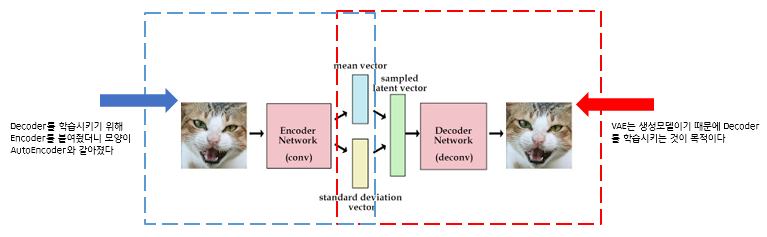 Decoder를 학습시키기 위해
Encoder를 붙여줬더니 모양이
AutoEncoder와 같아졌다
Encoder
Network
(conv)
mean vector
standard deviation
vector
sampled
latent vector
Decoder
Network
(deconv)
VAE는 생성모델이기 때문에 Decoder
를 학습시키는 것이 목적이다